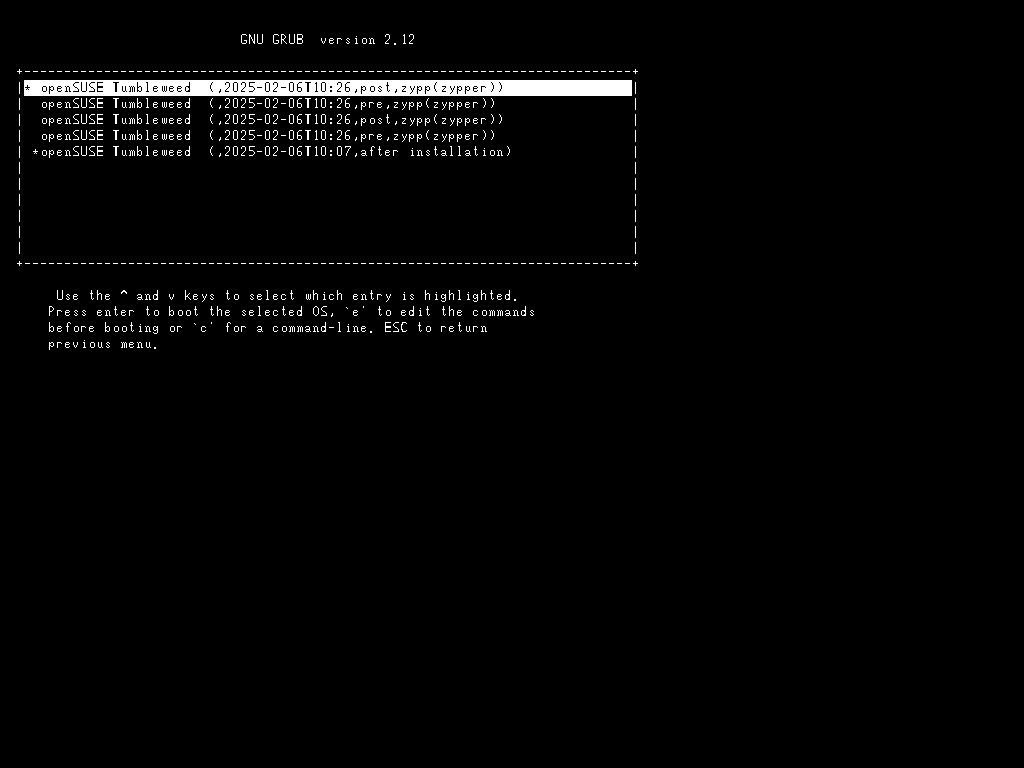 GNU GRUB  version 2.12
* openSUSE Tumbleweed  (,2025-02-06T10:26,post,zypp(zypper))
openSUSE Tumbleweed  (,2025-02-06T10:26,pre,zypp(zypper))
openSUSE Tumbleweed  (,2025-02-06T10:26,post,zypp(zypper))
openSUSE Tumbleweed  (,2025-02-06T10:26,pre,zypp(zypper))
*openSUSE Tumbleweed  (,2025-02-06T10:07,after installation)
Use the ^ and v keys to select which entry is highlighted.
Press enter to boot the selected OS, `e' to edit the commands
before booting or `c' for a command-line. ESC to return
previous menu.